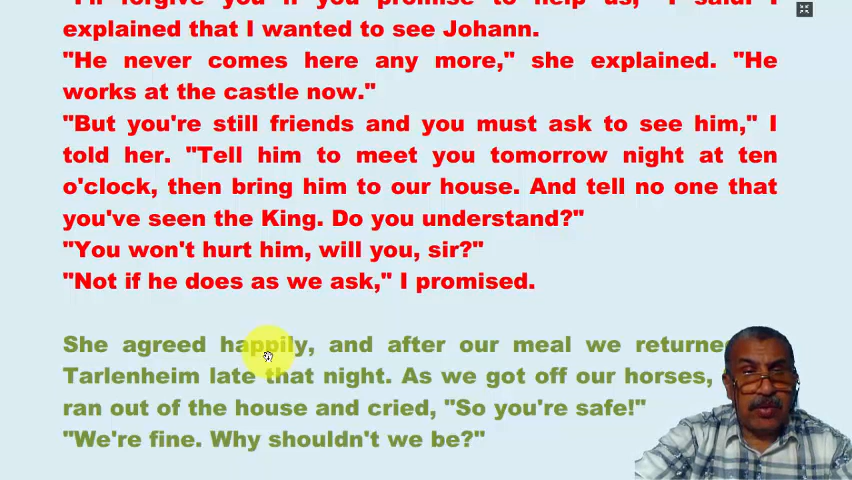 explained that I wanted to see Johann.
"He never comes here any more," she explained. "He
works at the castle now."
"But you're still friends and you must ask to see him," I
told her. "Tell him to meet you tomorrow night at ten
o'clock, then bring him to our house. And tell no one that
you've seen the King. Do you understand?"
"You won't hurt him, will you, sir?"
"Not if he does as we ask," I promised.
She agreed happily, and after our meal we
Tarlenheim late that night. As we got off our horses,
ran out of the house and cried, "So you're safe!"
"We're fine. Why shouldn't we be?"